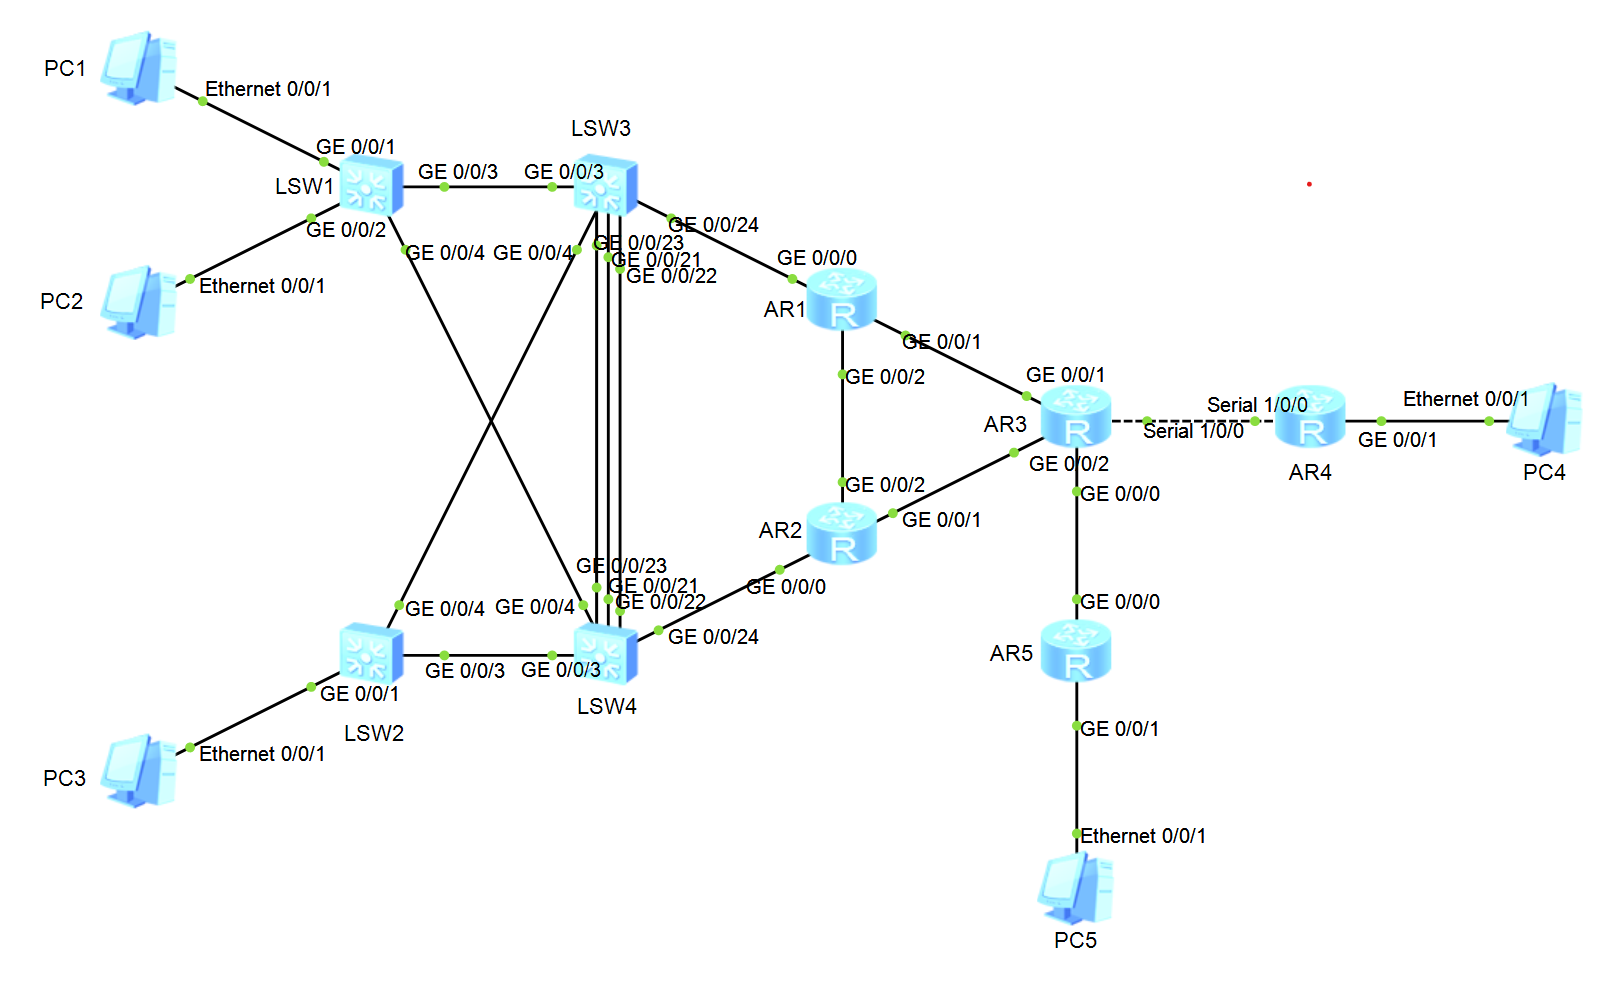 PC1
Ethernet 0/0/1
LSW3
GE 0/0/1
LSW1
GE 0/0/3
GE 0/0/3
GE 0/0/2
GE 0/0/24
GE 0/0/4
GE 0/0/4
GE 0/0/23
GE 0/0/21
GE 0/0/22
GE 0/0/0
PC2
Ethernet 0/0/1
AR1
R
GE 0/0/1
GE 0/0/2
GE 0/0/1
AR3
R
Serial 1/0/0
Serial 1/0/0
R
Ethernet 0/0/1
GE 0/0/1
AR4
PC4
GE 0/0/2
GE 0/0/2
GE 0/0/0
GE 0/0/1
AR2
R
GE 0/0/23
GE 0/0/21
GE 0/0/22
GE 0/0/0
GE 0/0/4
GE 0/0/4
GE 0/0/0
GE 0/0/24
AR5
R
GE 0/0/3
GE 0/0/3
GE 0/0/1
LSW4
LSW2
GE 0/0/1
Ethernet 0/0/1
PC3
Ethernet 0/0/1
PC5